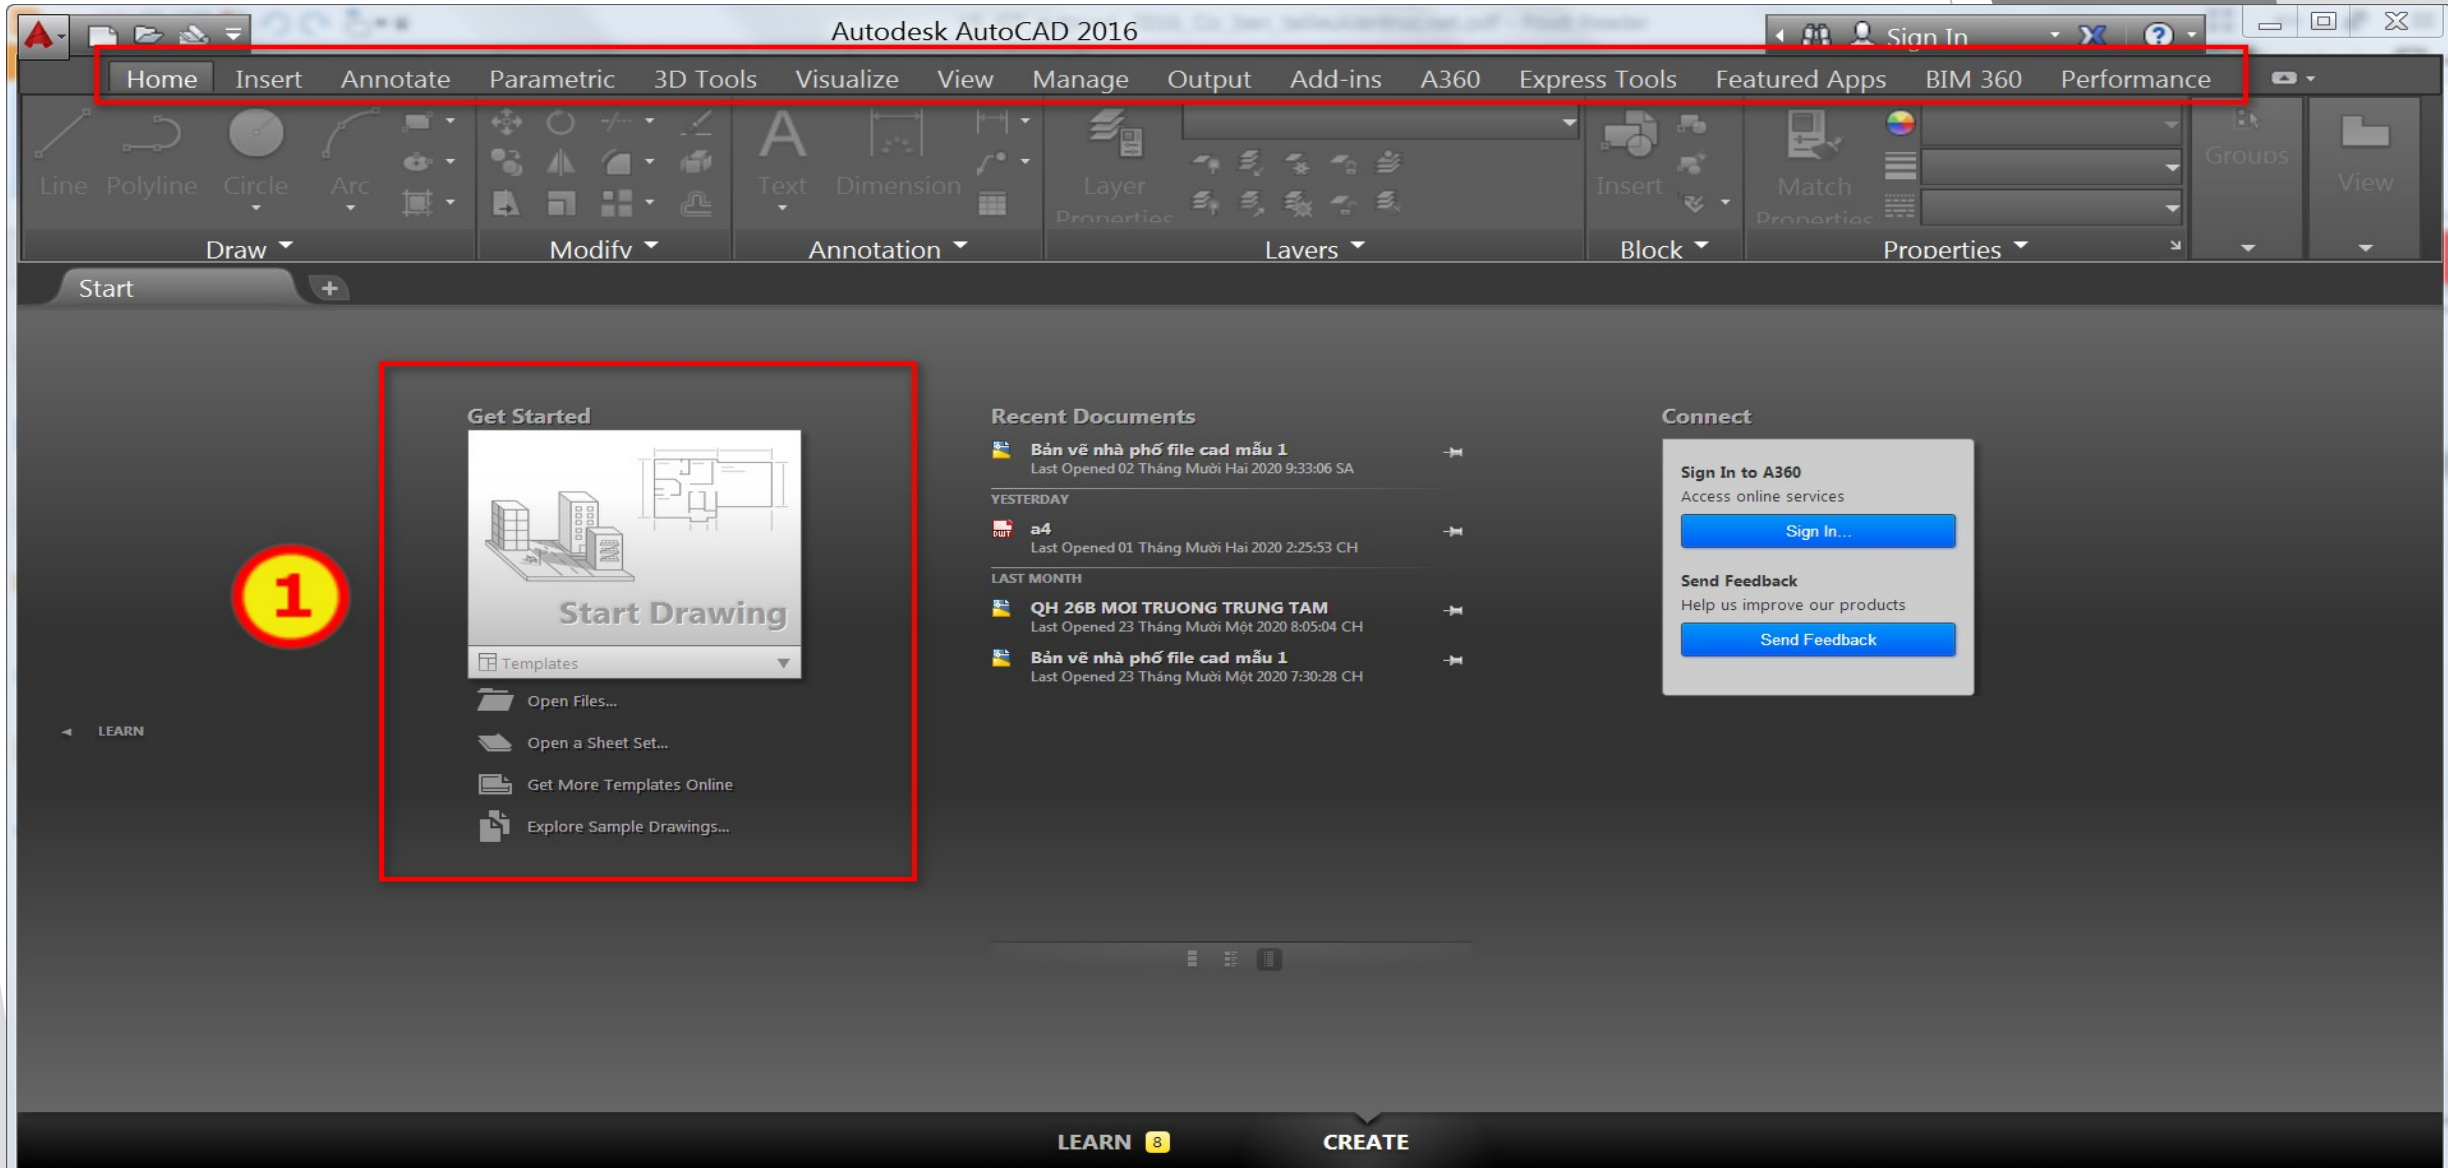 Autodesk AutoCAD 2016
Sign In
Home Insert Annotate Parametric 3D Tools Visualize View Manage Output Add-ins A360 Express Tools Featured Apps BIM 360 Performance
Line Polyline Circle Arc Text Dimension Layer Properties Insert Match Properties Groups View
Draw Modify Annotation Layers Block Properties
Start
Get Started
Start Drawing
Templates
Open Files...
Open a Sheet Set...
Get More Templates Online
Explore Sample Drawings...
1
LEARN
Recent Documents
Bản vẽ nhà phố file cad mẫu 1
Last Opened 02 Tháng Mười Hai 2020 9:33:06 SA
YESTERDAY
DWT
a4
Last Opened 01 Tháng Mười Hai 2020 2:25:53 CH
LAST MONTH
QH 26B MOI TRUONG TRUNG TAM
Last Opened 23 Tháng Mười Một 2020 8:05:04 CH
Bản vẽ nhà phố file cad mẫu 1
Last Opened 23 Tháng Mười Một 2020 7:30:28 CH
Connect
Sign In to A360
Access online services
Sign In...
Send Feedback
Help us improve our products
Send Feedback
LEARN 8 CREATE